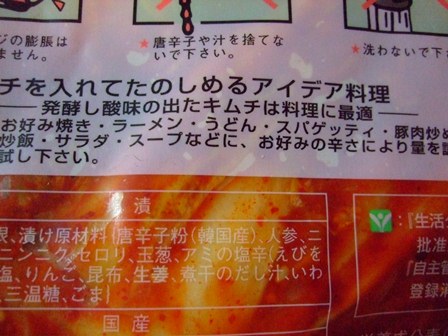 ジの膨脹は
ません。
★唐辛子や汁を捨てな
いで下さい。
★洗わないで下
チを入れてたのしめるアイデア料理
発酵し酸味の出たキムチは料理に最適
お好み焼き・ラーメン・うどん・スパゲッティ・豚肉炒め
炒飯・サラダ・スープなどに、お好みの辛さにより量を調
試し下さい。
漬
根、漬け原材料(唐辛子粉(韓国産)、人参、ニ
ニンニク、セロリ、玉葱、アミの塩辛(えびを
塩、りんご、昆布、生姜、煮干のだし汁、いわ
、三温糖、ごま)
国産
:『生活
批准
『自主
登録消